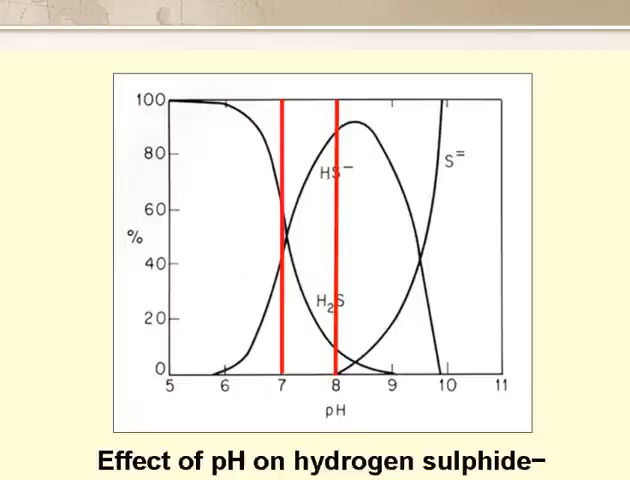 100
80
S=
HS−
60
%
40
H2S
20
0
5 6 7 8 9 10 11
pH
Effect of pH on hydrogen sulphide−